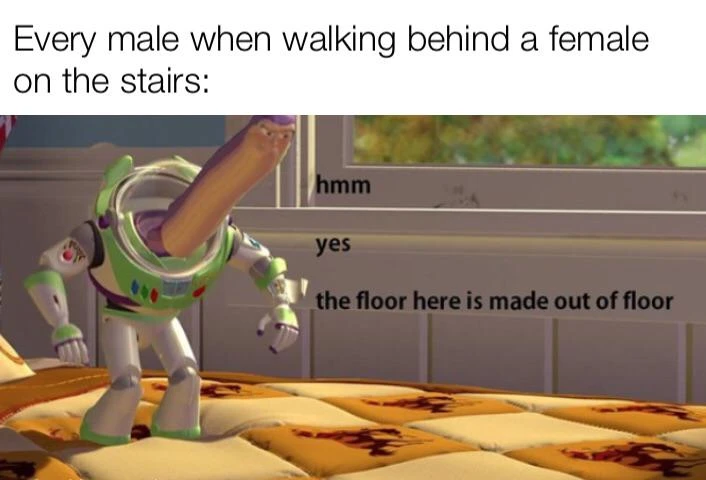 Every male when walking behind a female
on the stairs:
hmm
yes
the floor here is made out of floor